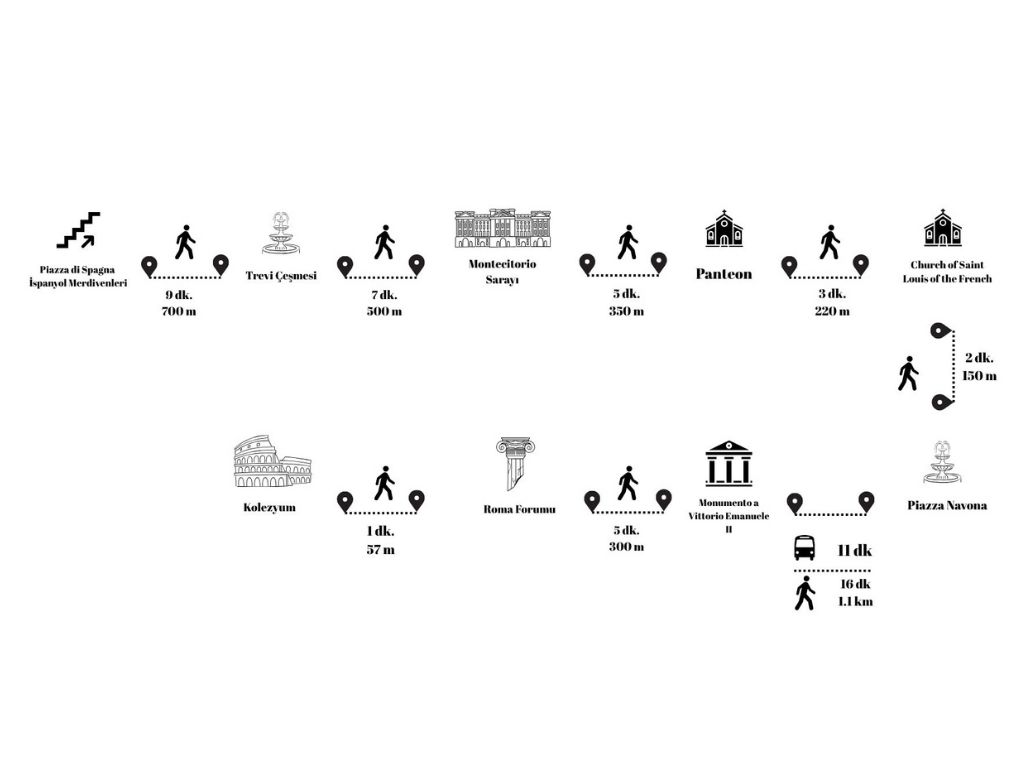 Piazza di Spagna
İspanyol Merdivenleri
9 dk.
700 m
Trevi Çeşmesi
7 dk.
500 m
Montecitorio
Sarayı
5 dk.
350 m
Panteon
3 dk.
220 m
Church of Saint
Louis of the French
2 dk.
150 m
Piazza Navona
11 dk
16 dk
1.1 km
Monumento a
Vittorio Emanuele
II
5 dk.
300 m
Roma Forumu
1 dk.
57 m
Kolezyum